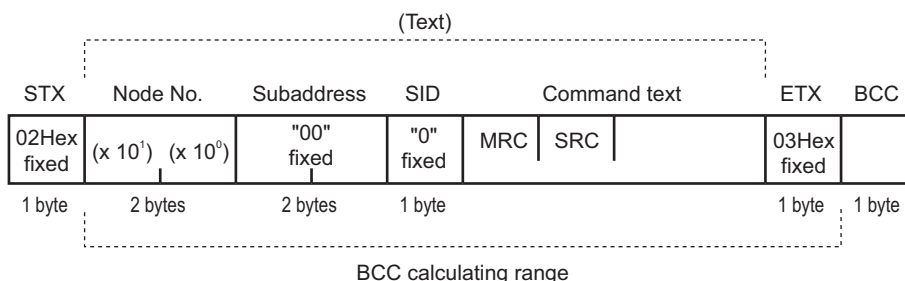 (Text)
STX Node No. Subaddress SID Command text ETX BCC
02Hex fixed (x 10¹) (x 10⁰) "00" fixed "0" fixed MRC SRC 03Hex fixed
1 byte 2 bytes 2 bytes 1 byte 1 byte 1 byte
BCC calculating range